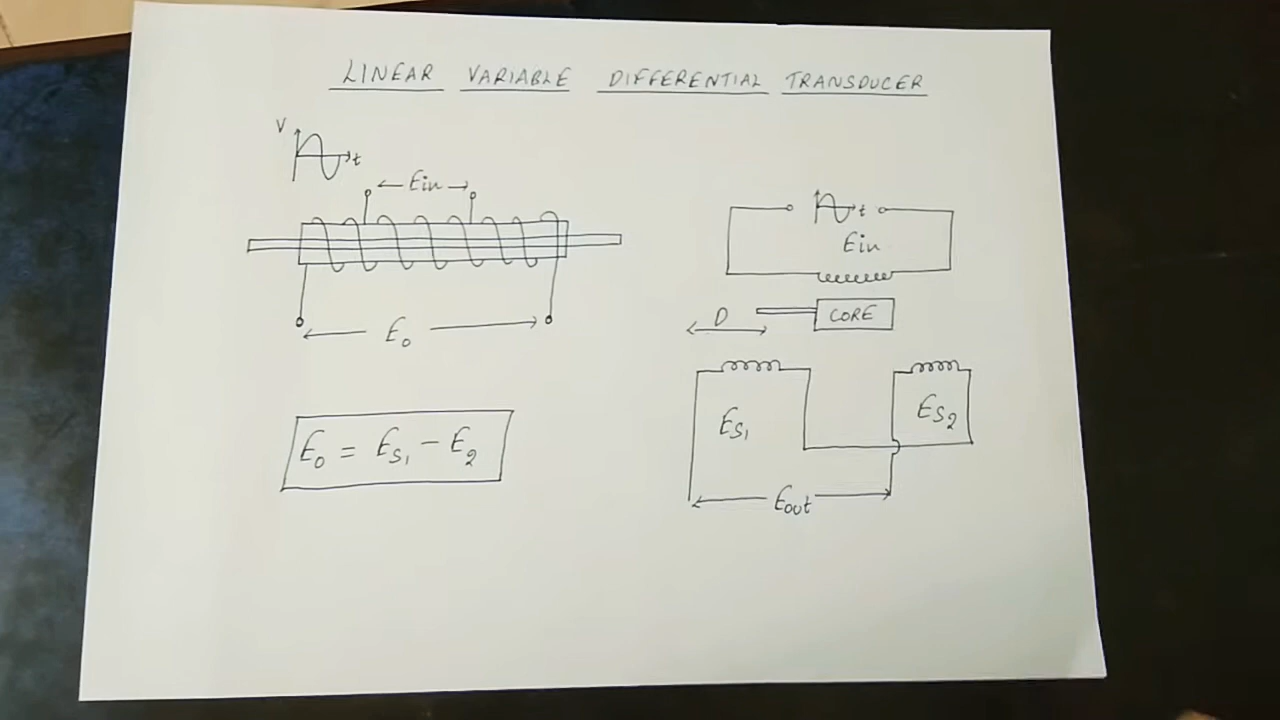 LINEAR VARIABLE DIFFERENTIAL TRANSDUCER
V
t
Ein
E₀
E₀ = ES₁ - E₂
t
Ein
D
CORE
ES₁
ES₂
Eout